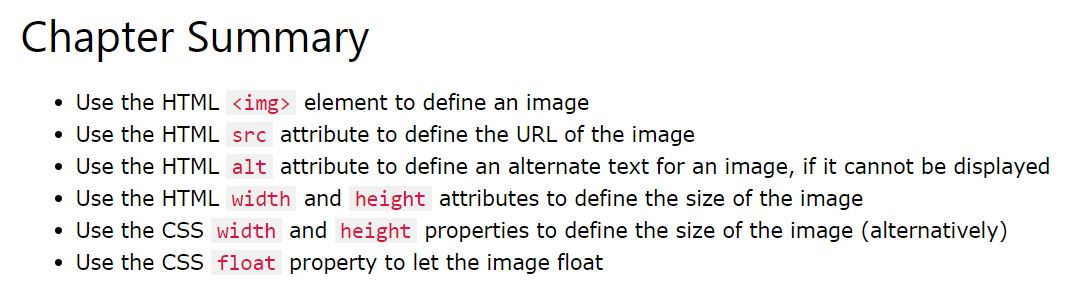 Chapter Summary
• Use the HTML <img> element to define an image
• Use the HTML src attribute to define the URL of the image
• Use the HTML alt attribute to define an alternate text for an image, if it cannot be displayed
• Use the HTML width and height attributes to define the size of the image
• Use the CSS width and height properties to define the size of the image (alternatively)
• Use the CSS float property to let the image float